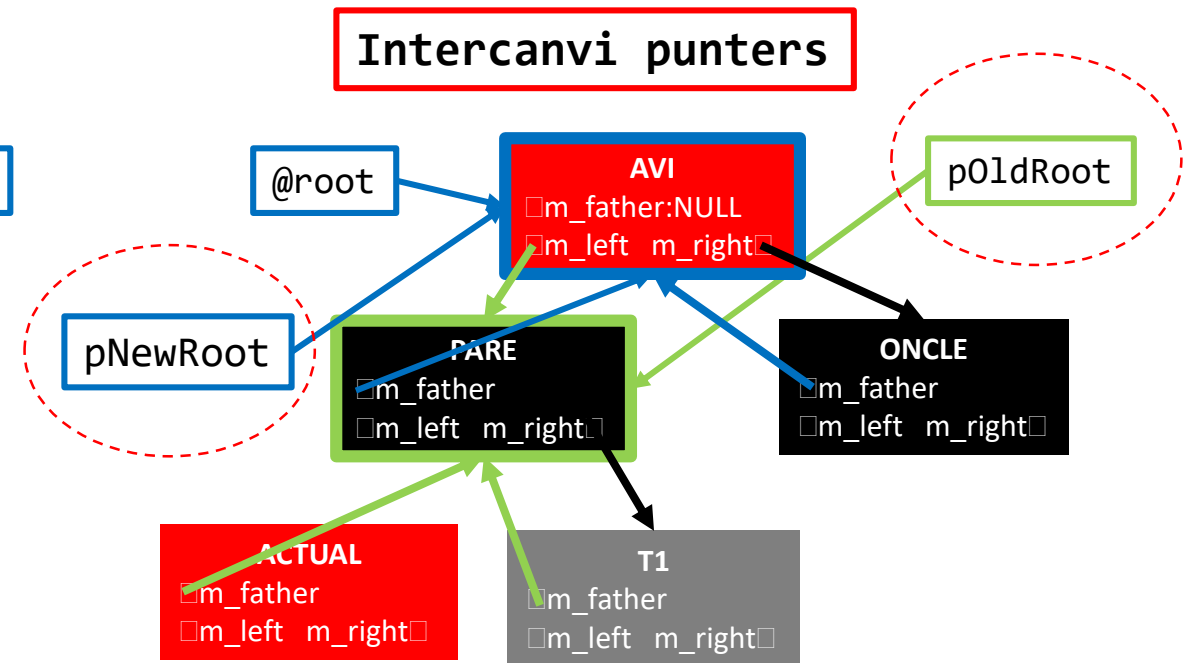 Intercanvi punters
@root
AVI
m_father:NULL
m_left m_right
pOldRoot
pNewRoot
PARE
m_father
m_left m_right
ONCLE
m_father
m_left m_right
ACTUAL
m_father
m_left m_right
T1
m_father
m_left m_right